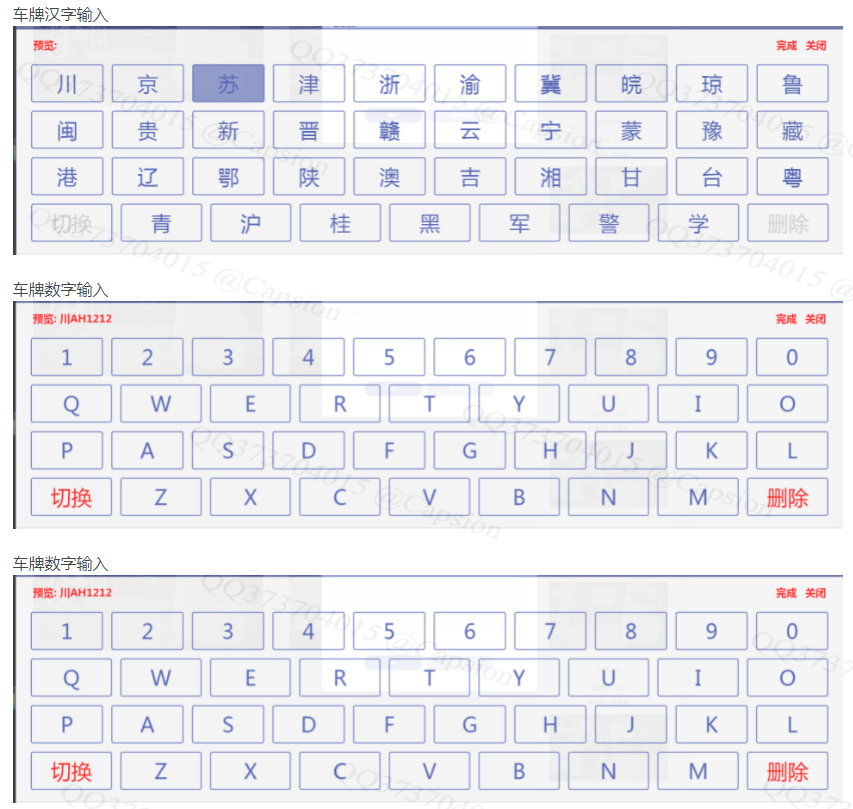 车牌汉字输入
预览: 完成 关闭
川 京 苏 津 浙 渝 冀 皖 琼 鲁
闽 贵 新 晋 赣 云 宁 蒙 豫 藏
港 辽 鄂 陕 澳 吉 湘 甘 台 粤
切换 青 沪 桂 黑 军 警 学 删除
车牌数字输入
预览: 川AH1212 完成 关闭
1 2 3 4 5 6 7 8 9 0
Q W E R T Y U I O
P A S D F G H J K L
切换 Z X C V B N M 删除
车牌数字输入
预览: 川AH1212 完成 关闭
1 2 3 4 5 6 7 8 9 0
Q W E R T Y U I O
P A S D F G H J K L
切换 Z X C V B N M 删除
QQ373704015 @Capsion